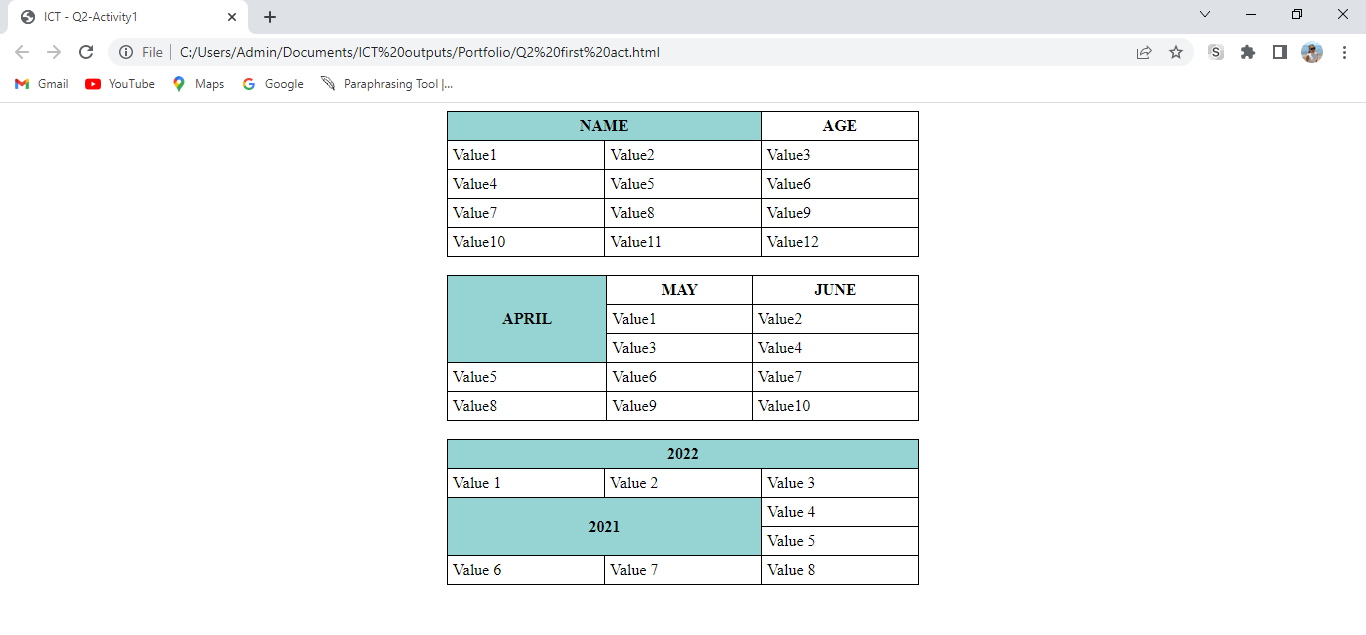 ICT - Q2-Activity1
File C:/Users/Admin/Documents/ICT%20outputs/Portfolio/Q2%20first%20act.html
S
Gmail YouTube Maps Google Paraphrasing Tool |...
NAME AGE
Value1 Value2 Value3
Value4 Value5 Value6
Value7 Value8 Value9
Value10 Value11 Value12
APRIL MAY JUNE
Value1 Value2
Value3 Value4
Value5 Value6 Value7
Value8 Value9 Value10
2022
Value 1 Value 2 Value 3
2021 Value 4
Value 5
Value 6 Value 7 Value 8